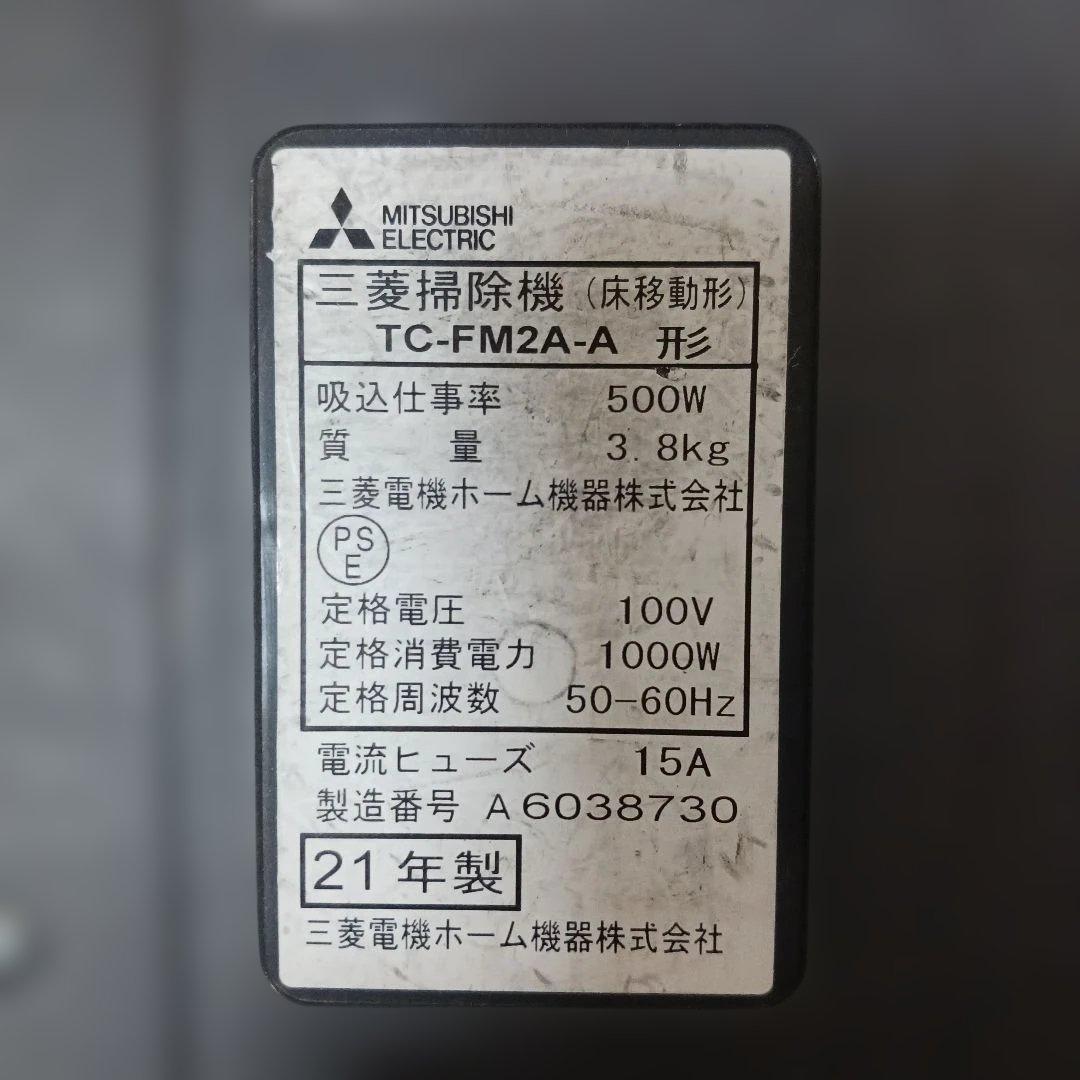 MITSUBISHI
ELECTRIC
三菱掃除機（床移動形）
TC-FM2A-A 形
吸込仕事率 500W
質量 3.8kg
三菱電機ホーム機器株式会社
PS
E
定格電圧 100V
定格消費電力 1000W
定格周波数 50-60Hz
電流ヒューズ 15A
製造番号 A6038730
21年製
三菱電機ホーム機器株式会社